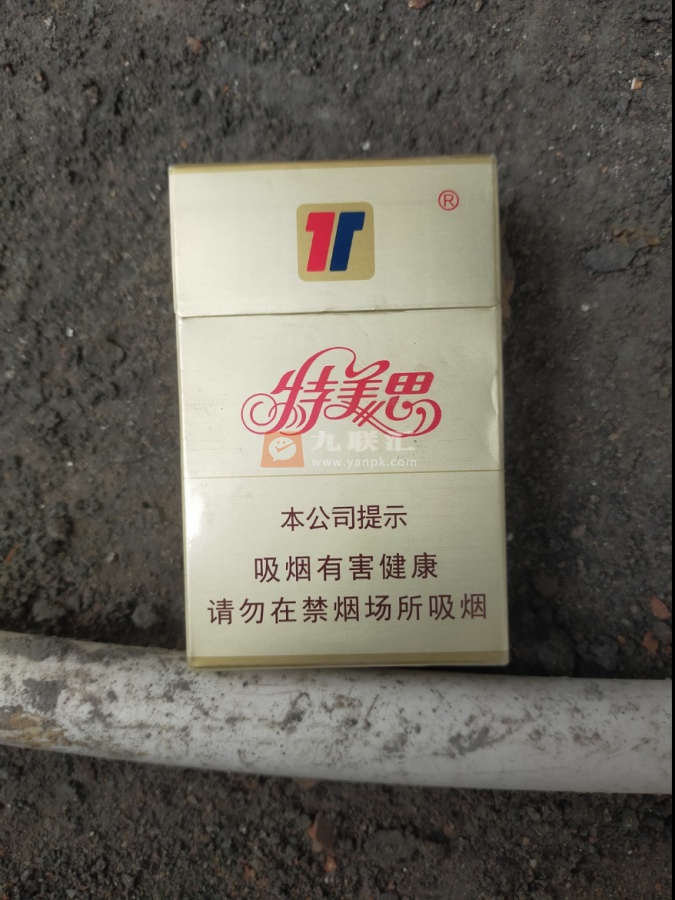 ®
特美思
九联汇
www.yanpk.com
本公司提示
吸烟有害健康
请勿在禁烟场所吸烟